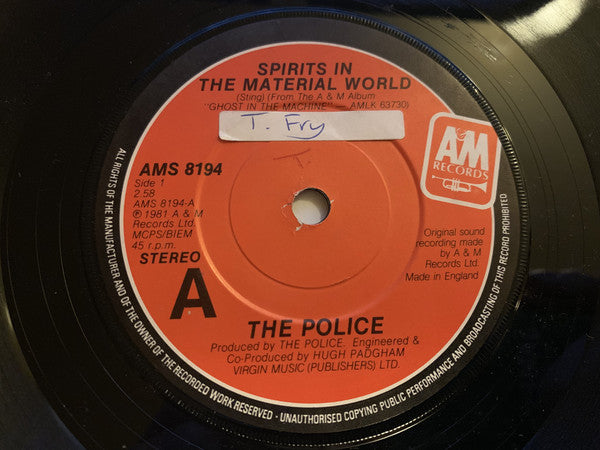 SPIRITS IN
THE MATERIAL WORLD
(Sting) (From The A & M Album
"GHOST IN THE MACHINE" — AMLK 63730)
T. Fry
T.
AM
RECORDS
AMS 8194
Side 1
2.58
AMS 8194-A
℗ 1981 A & M
Records Ltd.
MCPS/BIEM
45 r.p.m.
STEREO
A
Original sound
recording made
by A & M
Records Ltd.
Made in England
THE POLICE
Produced by THE POLICE. Engineered &
Co-Produced by HUGH PADGHAM
VIRGIN MUSIC (PUBLISHERS) LTD
ALL RIGHTS OF THE MANUFACTURER AND OF THE OWNER OF THE RECORDED WORK RESERVED - UNAUTHORISED COPYING PUBLIC PERFORMANCE AND BROADCASTING OF THIS RECORD PROHIBITED